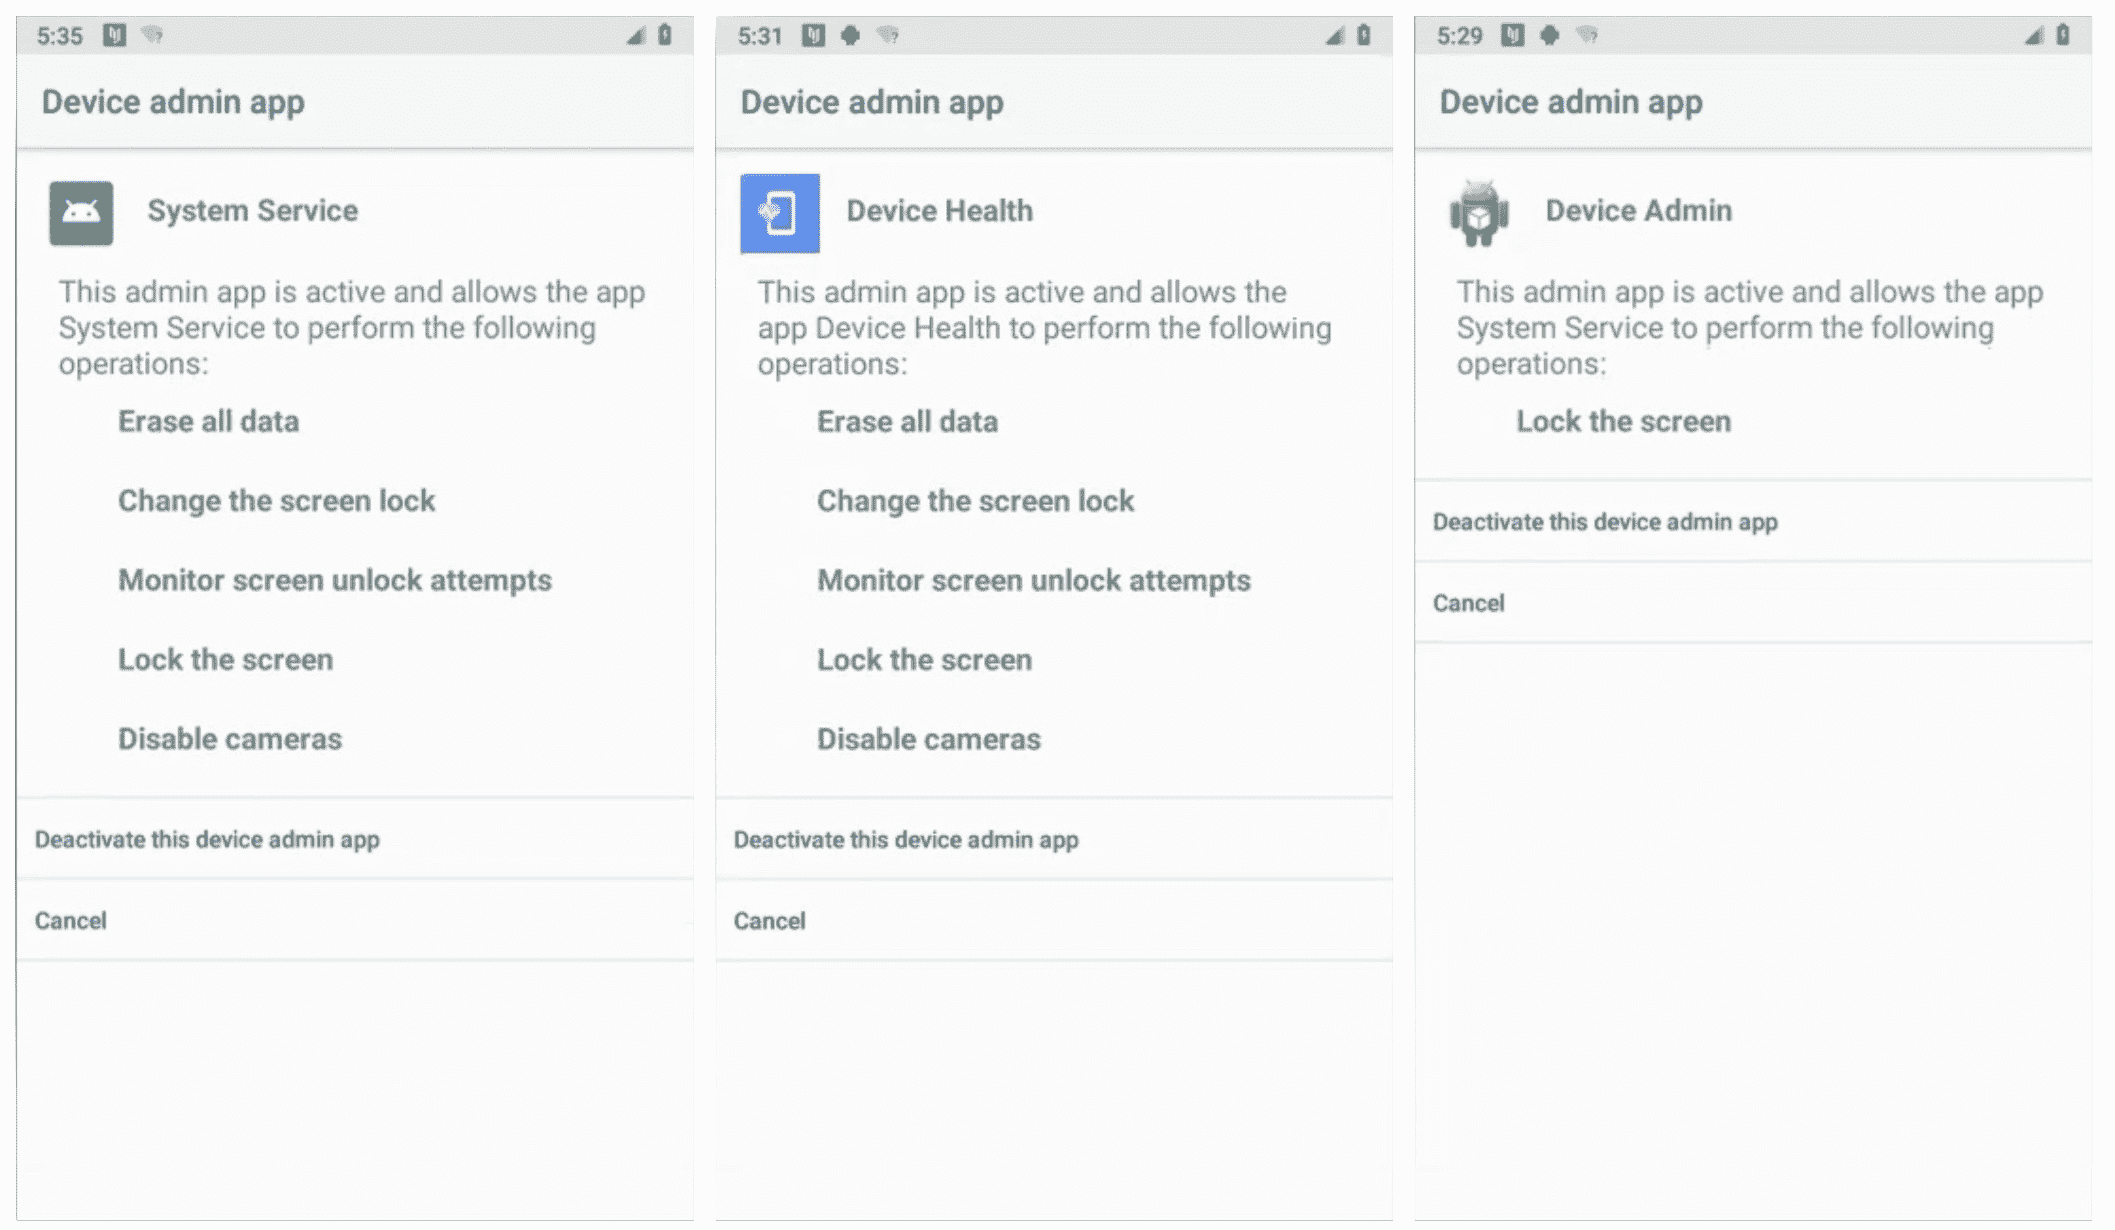 5:35
Device admin app
System Service
This admin app is active and allows the app
System Service to perform the following
operations:
Erase all data
Change the screen lock
Monitor screen unlock attempts
Lock the screen
Disable cameras
Deactivate this device admin app
Cancel
5:31
Device admin app
Device Health
This admin app is active and allows the
app Device Health to perform the following
operations:
Erase all data
Change the screen lock
Monitor screen unlock attempts
Lock the screen
Disable cameras
Deactivate this device admin app
Cancel
5:29
Device admin app
Device Admin
This admin app is active and allows the app
System Service to perform the following
operations:
Lock the screen
Deactivate this device admin app
Cancel